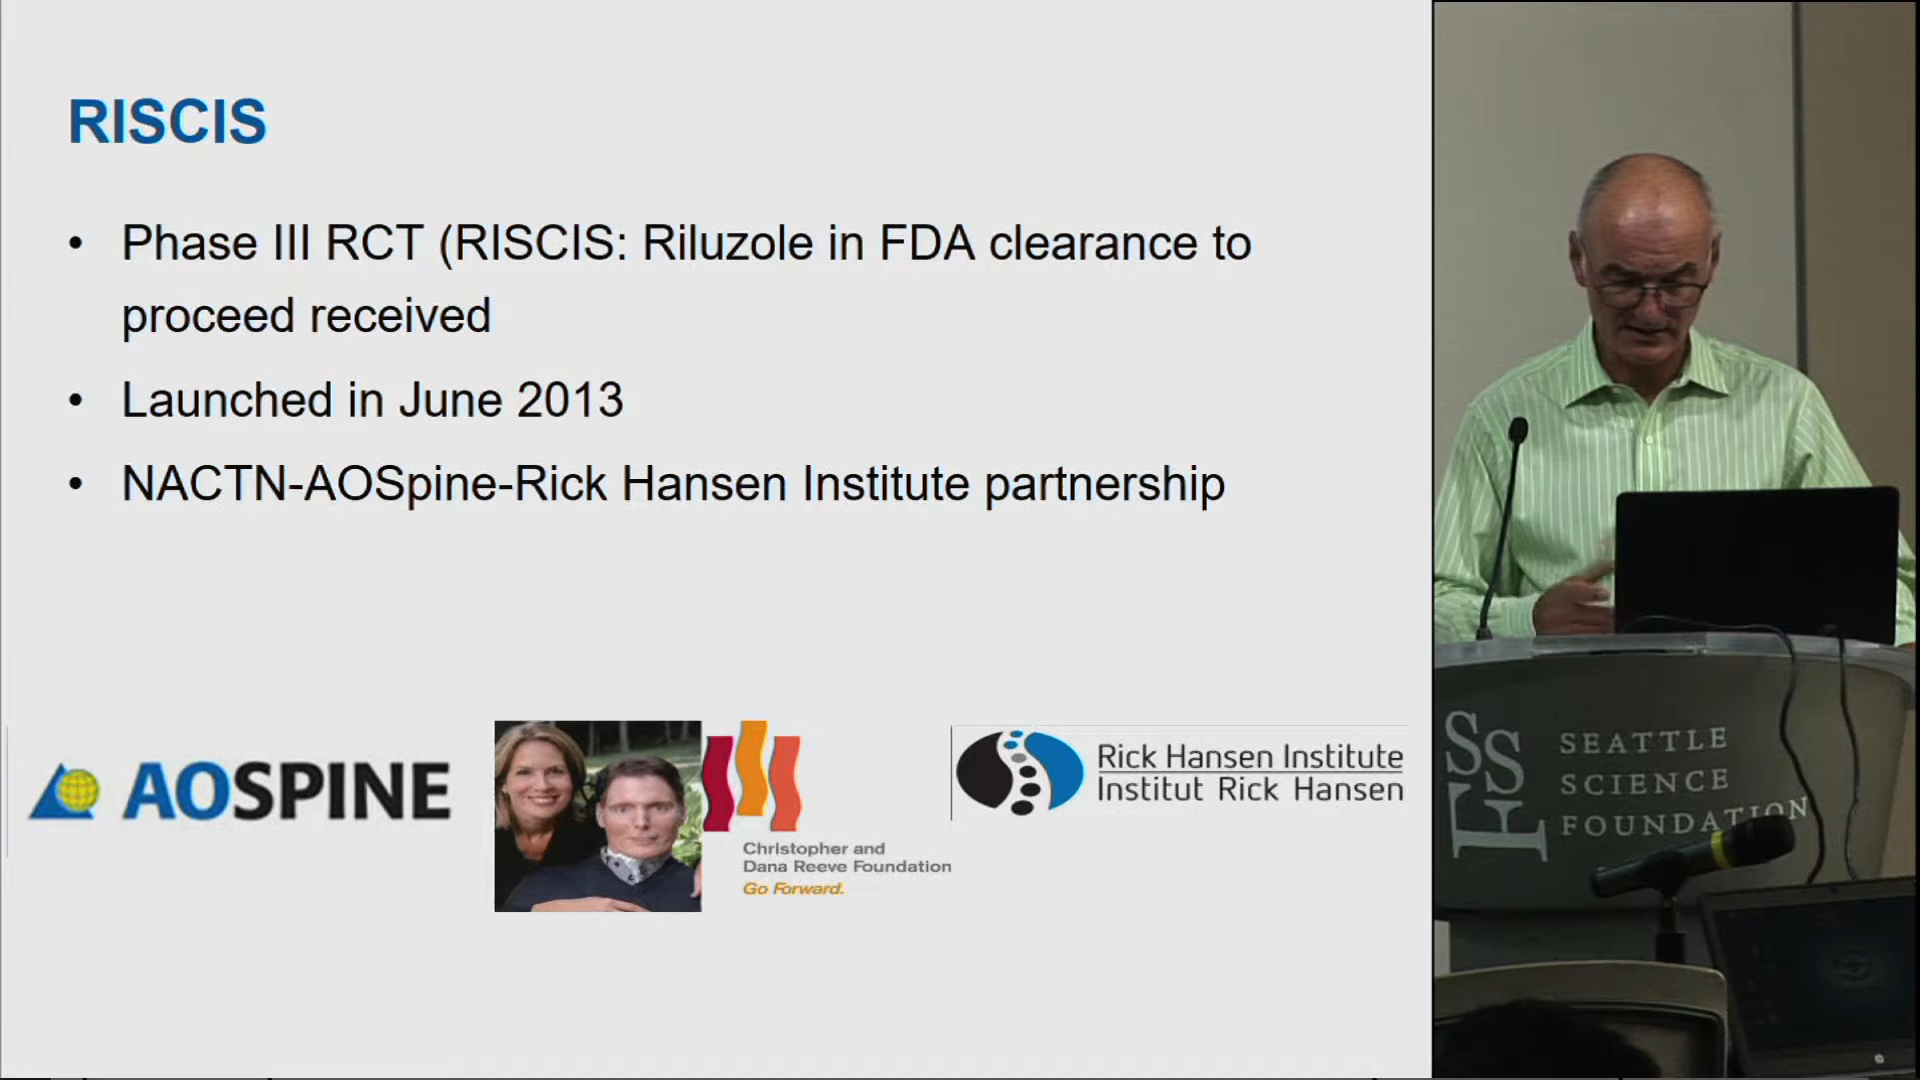 RISCIS
• Phase III RCT (RISCIS: Riluzole in FDA clearance to
proceed received
• Launched in June 2013
• NACTN-AOSpine-Rick Hansen Institute partnership
AOSPINE
Christopher and
Dana Reeve Foundation
Go Forward.
Rick Hansen Institute
Institut Rick Hansen
SSF
SEATTLE
SCIENCE
FOUNDATION